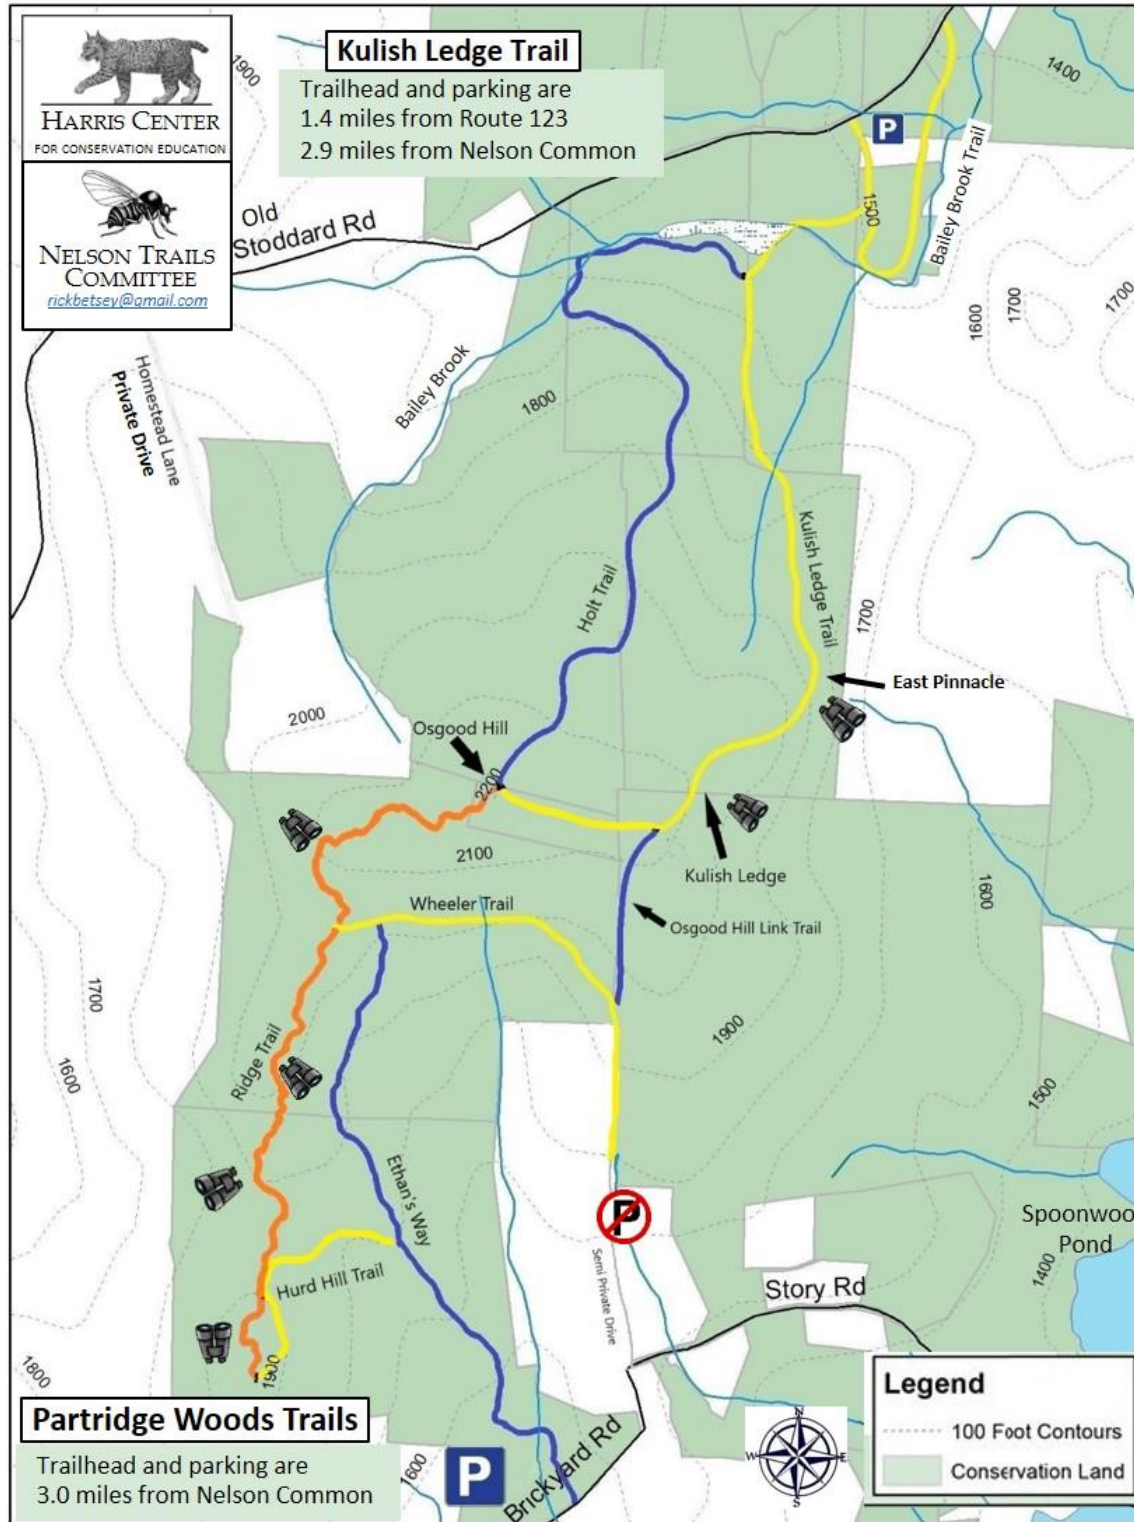 HARRIS CENTER
FOR CONSERVATION EDUCATION
NELSON TRAILS
COMMITTEE
rickbetsey@gmail.com
Kulish Ledge Trail
Trailhead and parking are
1.4 miles from Route 123
2.9 miles from Nelson Common
1900
1400
P
Old
Stoddard Rd
1500
Bailey Brook Trail
1600
1700
1700
Homestead Lane
Private Drive
Bailey Brook
1800
Kulish Ledge Trail
Holt Trail
1700
East Pinnacle
2000
Osgood Hill
2200
2100
Kulish Ledge
1600
Wheeler Trail
Osgood Hill Link Trail
1700
1600
Ridge Trail
1900
1500
Ethan's Way
P
Semi Private Drive
Spoonwoo
Pond
1400
Hurd Hill Trail
Story Rd
1800
1900
Partridge Woods Trails
Trailhead and parking are
3.0 miles from Nelson Common
1600
P
Brickyard Rd
N
W
E
S
Legend
100 Foot Contours
Conservation Land